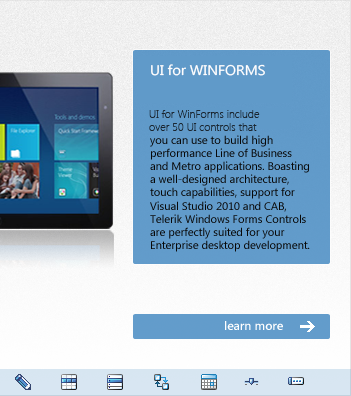 UI for WINFORMS
UI for WinForms include
over 50 UI controls that
you can use to build high
performance Line of Business
and Metro applications. Boasting
a well-designed architecture,
touch capabilities, support for
Visual Studio 2010 and CAB,
Telerik Windows Forms Controls
are perfectly suited for your
Enterprise desktop development.
Tools and demos
File Explorer
Quick Start Framework
Theme
Viewer
learn more